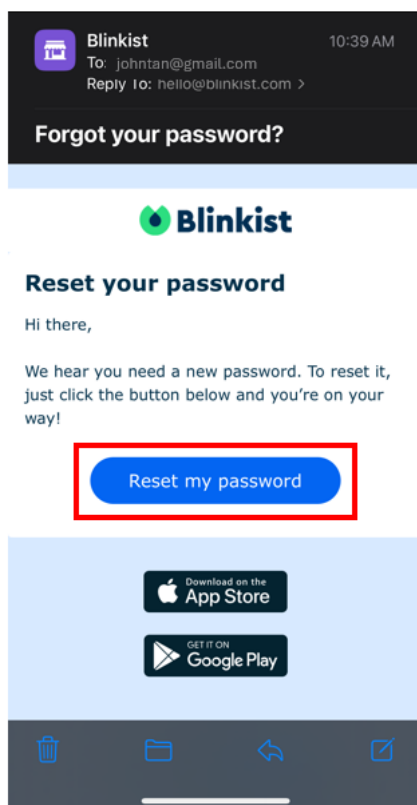 Blinkist 10:39 AM
To: johntan@gmail.com
Reply To: hello@blinkist.com >
Forgot your password?
Blinkist
Reset your password
Hi there,
We hear you need a new password. To reset it,
just click the button below and you're on your
way!
Reset my password
Download on the
App Store
GET IT ON
Google Play